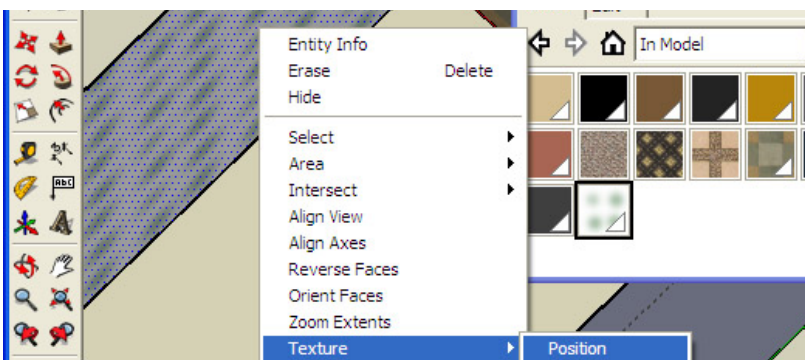 In Model
Entity Info
Erase Delete
Hide
Select
Area
Intersect
Align View
Align Axes
Reverse Faces
Orient Faces
Zoom Extents
Texture Position